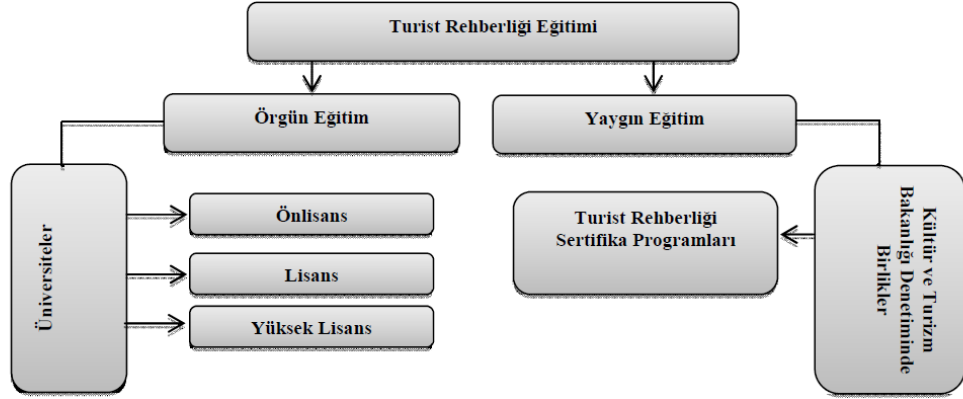 Turist Rehberliği Eğitimi
Örgün Eğitim
Yaygın Eğitim
Üniversiteler
Önlisans
Lisans
Yüksek Lisans
Turist Rehberliği
Sertifika Programları
Kültür ve Turizm
Bakanlığı Denetiminde
Birlikler